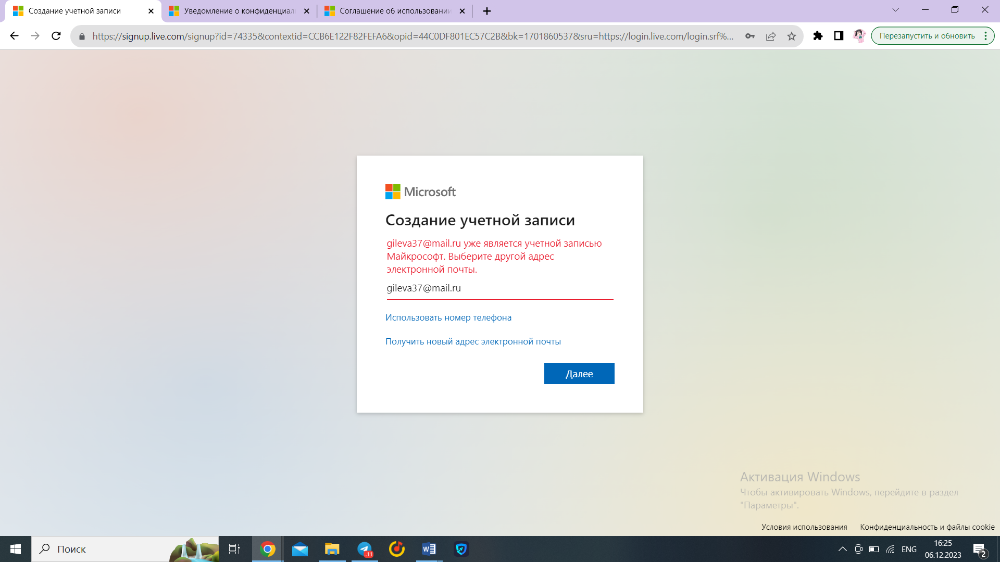 Создание учетной записи
Уведомление о конфиденциал
Соглашение об использовании
https://signup.live.com/signup?id=74335&contextid=CCB6E122F82FEFA6&opid=44C0DF801EC57C2B&bk=1701860537&sru=https://login.live.com/login.srf%...
Перезапустить и обновить
Microsoft
Создание учетной записи
gileva37@mail.ru уже является учетной записью
Майкрософт. Выберите другой адрес
электронной почты.
gileva37@mail.ru
Использовать номер телефона
Получить новый адрес электронной почты
Далее
Активация Windows
Чтобы активировать Windows, перейдите в раздел
"Параметры".
Условия использования
Конфиденциальность и файлы cookie
Поиск
..11
W
ENG
16:25
06.12.2023
2